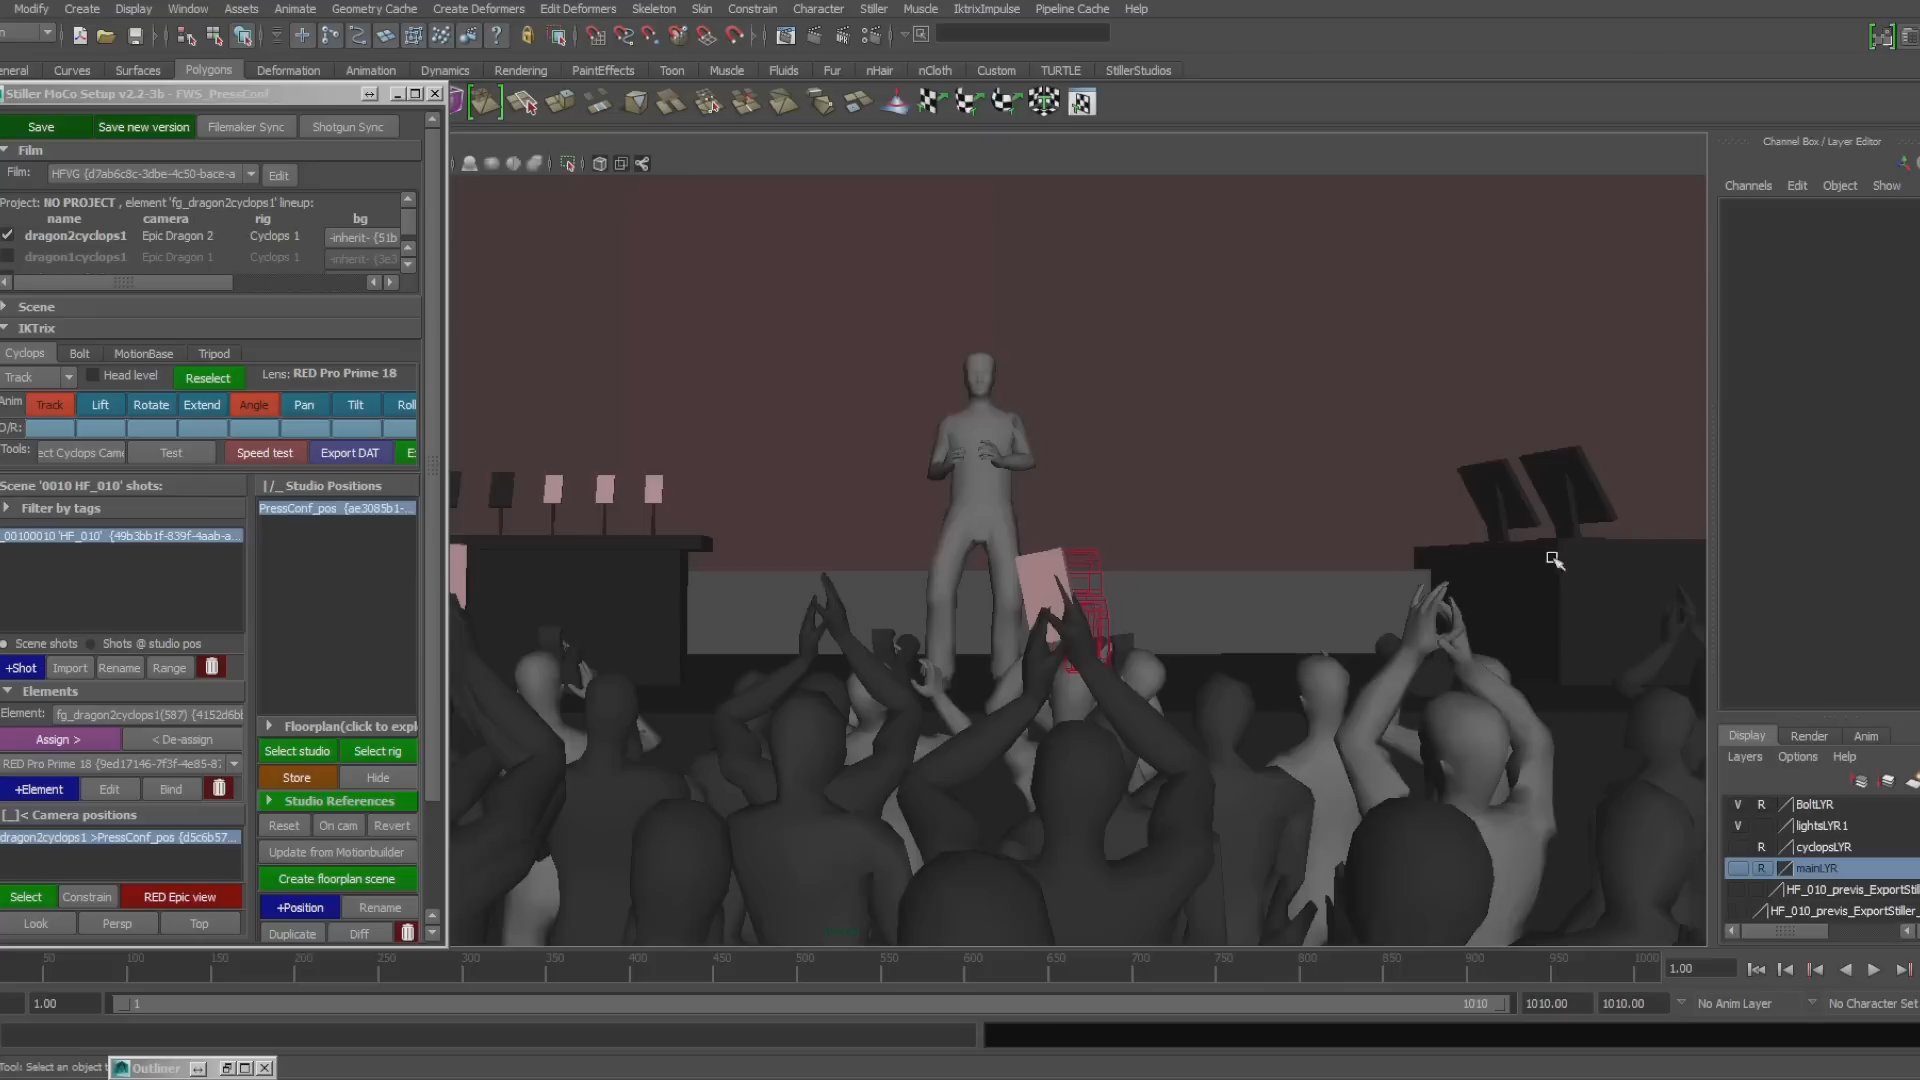 Modify Create Display Window Assets Animate Geometry Cache Create Deformers Edit Deformers Skeleton Skin Constrain Character Stiller Muscle IktrixImpulse Pipeline Cache Help
Curves Surfaces Polygons Deformation Animation Dynamics Rendering PaintEffects Toon Muscle Fluids Fur nHair nCloth Custom TURTLE StillerStudios
Stiller MoCo Setup v2.2-3b - FWS_PressConf
Save Save new version Filemaker Sync Shotgun Sync
Film
Film: HFVG {d7ab6c8c-3dbe-4c50-bace-a Edit
Project: NO PROJECT , element 'fg_dragon2cyclops1' lineup:
name camera rig bg
dragon2cyclops1 Epic Dragon 2 Cyclops 1 -inherit- {51b
dragon1cyclops1 Epic Dragon 1 Cyclops 1 -inherit- {3e3
Scene
IKTrix
Cyclops Bolt MotionBase Tripod
Track Head level Reselect Lens: RED Pro Prime 18
Anim Track Lift Rotate Extend Angle Pan Tilt Roll
O/R:
Tools: ect Cyclops Came Test Speed test Export DAT E
Scene '0010 HF_010' shots:
Filter by tags
_00100010 'HF_010' {49b3bb1f-839f-4aab-a...
Scene shots Shots @ studio pos
+Shot Import Rename Range
Elements
Element: fg_dragon2cyclops1(587) {4152d6bb
Assign > < De-assign
RED Pro Prime 18 {9ed17146-7f3f-4e85-87
+Element Edit Bind
[_]< Camera positions
dragon2cyclops1 >PressConf_pos {d5c6b57...
Select Constrain RED Epic view
Look Persp Top
|/_ Studio Positions
PressConf_pos {ae3085b1-...
Floorplan(click to expl
Select studio Select rig
Store Hide
Studio References
Reset On cam Revert
Update from Motionbuilder
Create floorplan scene
+Position Rename
Duplicate Diff
Channel Box / Layer Editor
Channels Edit Object Show
Display Render Anim
Layers Options Help
V R BoltLYR
V lightsLYR1
R cyclopsLYR
R mainLYR
HF_010_previs_ExportStill
HF_010_previs_ExportStiller_
50 100 150 200 250 300 350 400 450 500 550 600 650 700 750 800 850 900 950 1000 1.00
1.00 1 1010 1010.00 1010.00 No Anim Layer No Character Set
Tool: Select an object t
Outliner